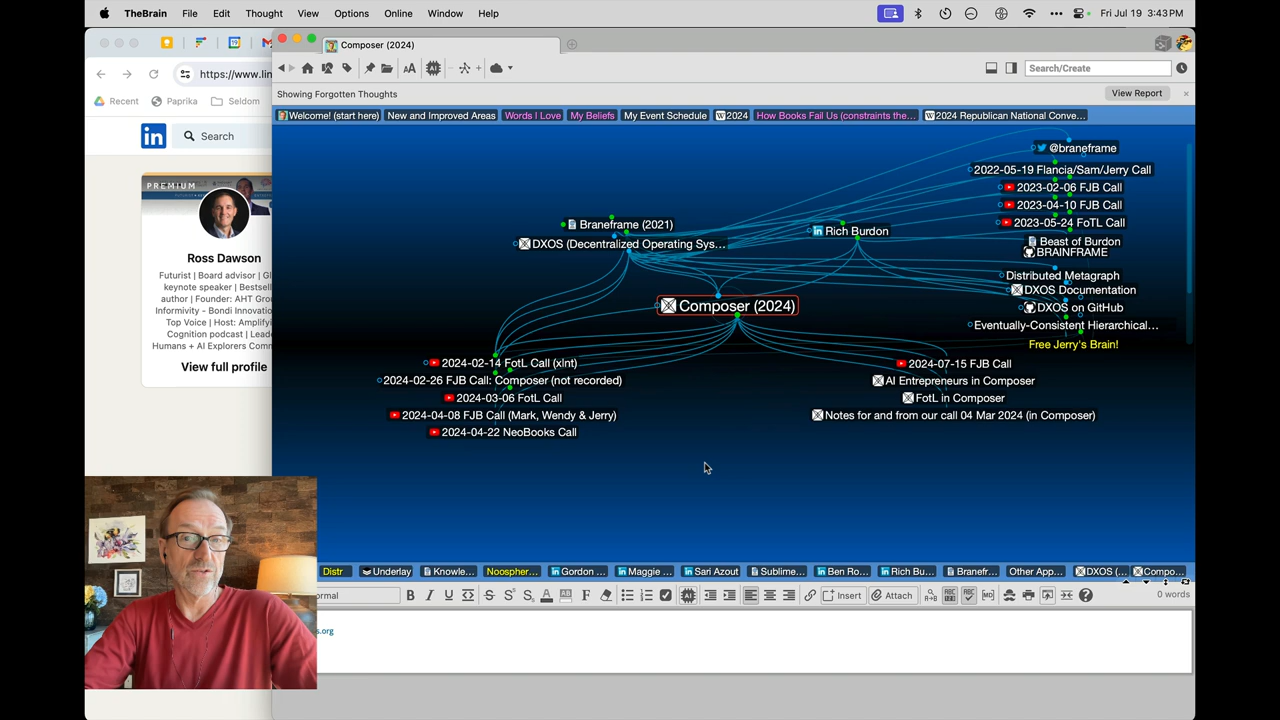 TheBrain File Edit Thought View Options Online Window Help Fri Jul 19 3:43 PM
Composer (2024)
https://www.lin
Search/Create
Showing Forgotten Thoughts
View Report
Recent Paprika Seldom
Welcome! (start here) New and Improved Areas Words I Love My Beliefs My Event Schedule 2024 How Books Fail Us (constraints the... 2024 Republican National Conve...
Search
PREMIUM
Ross Dawson
Futurist | Board advisor | Gl
keynote speaker | Bestsell
author | Founder: AHT Gro
Informivity - Bondi Innovatio
Top Voice | Host: Amplifyi
Cognition podcast | Leade
Humans + AI Explorers Comm
View full profile
@braneframe
2022-05-19 Flancia/Sam/Jerry Call
2023-02-06 FJB Call
2023-04-10 FJB Call
2023-05-24 FoTL Call
Braneframe (2021)
Rich Burdon
DXOS (Decentralized Operating Sys...
Beast of Burdon
BRAINFRAME
Distributed Metagraph
DXOS Documentation
Composer (2024)
DXOS on GitHub
Eventually-Consistent Hierarchical...
Free Jerry's Brain!
2024-02-14 FotL Call (xlnt)
2024-02-26 FJB Call: Composer (not recorded)
2024-03-06 FotL Call
2024-04-08 FJB Call (Mark, Wendy & Jerry)
2024-04-22 NeoBooks Call
2024-07-15 FJB Call
AI Entrepreneurs in Composer
FotL in Composer
Notes for and from our call 04 Mar 2024 (in Composer)
Distr Underlay Knowle... Noospher... Gordon ... Maggie ... Sari Azout Sublime... Ben Ro... Rich Bu... Branefr... Other App... DXOS (... Compo...
ormal B I U S S S A F Insert Attach 0 words
s.org